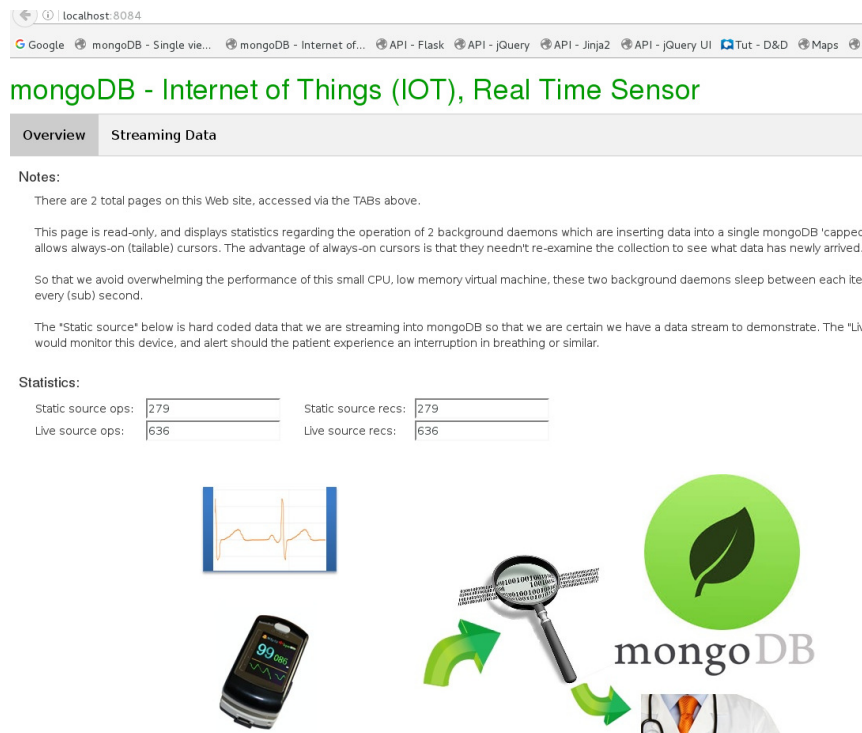 localhost:8084
Google mongoDB - Single vie... mongoDB - Internet of... API - Flask API - jQuery API - Jinja2 API - jQuery UI Tut - D&D Maps
mongoDB - Internet of Things (IOT), Real Time Sensor
Overview Streaming Data
Notes:
There are 2 total pages on this Web site, accessed via the TABs above.
This page is read-only, and displays statistics regarding the operation of 2 background daemons which are inserting data into a single mongoDB 'capped
allows always-on (tailable) cursors. The advantage of always-on cursors is that they needn't re-examine the collection to see what data has newly arrived.
So that we avoid overwhelming the performance of this small CPU, low memory virtual machine, these two background daemons sleep between each ite
every (sub) second.
The "Static source" below is hard coded data that we are streaming into mongoDB so that we are certain we have a data stream to demonstrate. The "Liv
would monitor this device, and alert should the patient experience an interruption in breathing or similar.
Statistics:
Static source ops: 279 Static source recs: 279
Live source ops: 636 Live source recs: 636
99 086
mongoDB